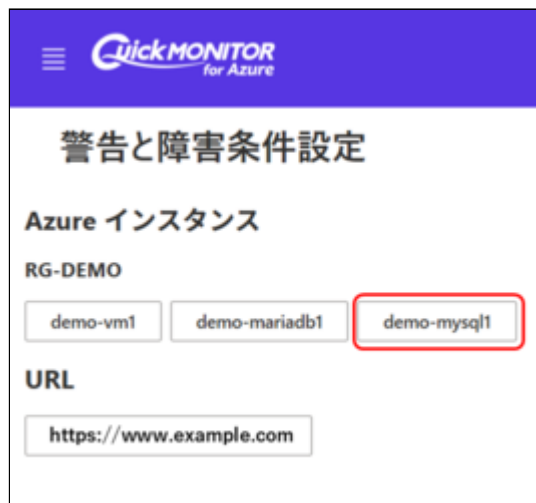 QuickMONITOR
for Azure
警告と障害条件設定
Azure インスタンス
RG-DEMO
demo-vm1 demo-mariadb1 demo-mysql1
URL
https://www.example.com